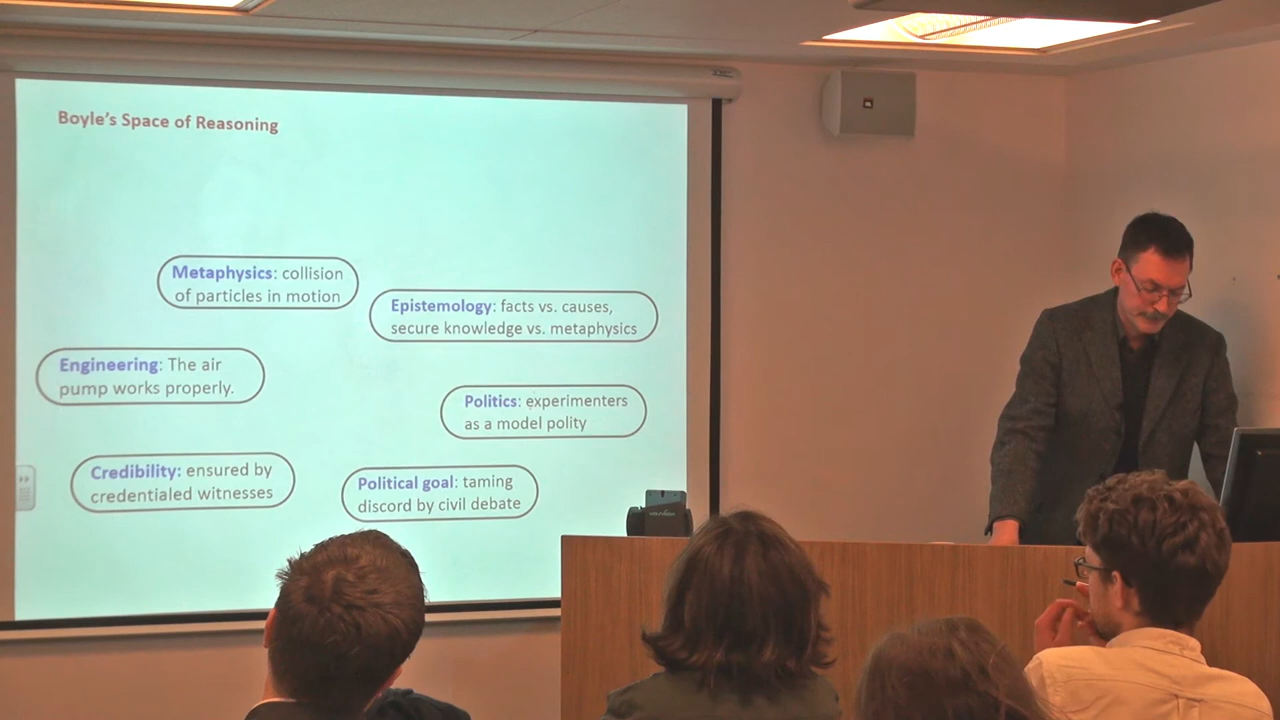 Boyle's Space of Reasoning
Metaphysics: collision
of particles in motion
Epistemology: facts vs. causes,
secure knowledge vs. metaphysics
Engineering: The air
pump works properly.
Politics: experimenters
as a model polity
Credibility: ensured by
credentialed witnesses
Political goal: taming
discord by civil debate